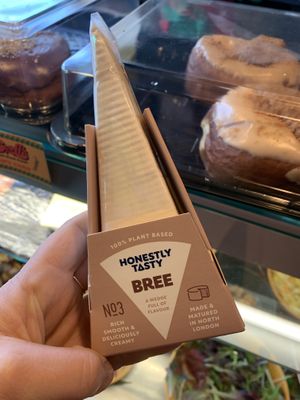 100% PLANT BASED
HONESTLY
TASTY
BREE
A WEDGE
FULL OF
FLAVOUR
Nº3
RICH
SMOOTH &
DELICIOUSLY
CREAMY
MADE &
MATURED
IN NORTH
LONDON